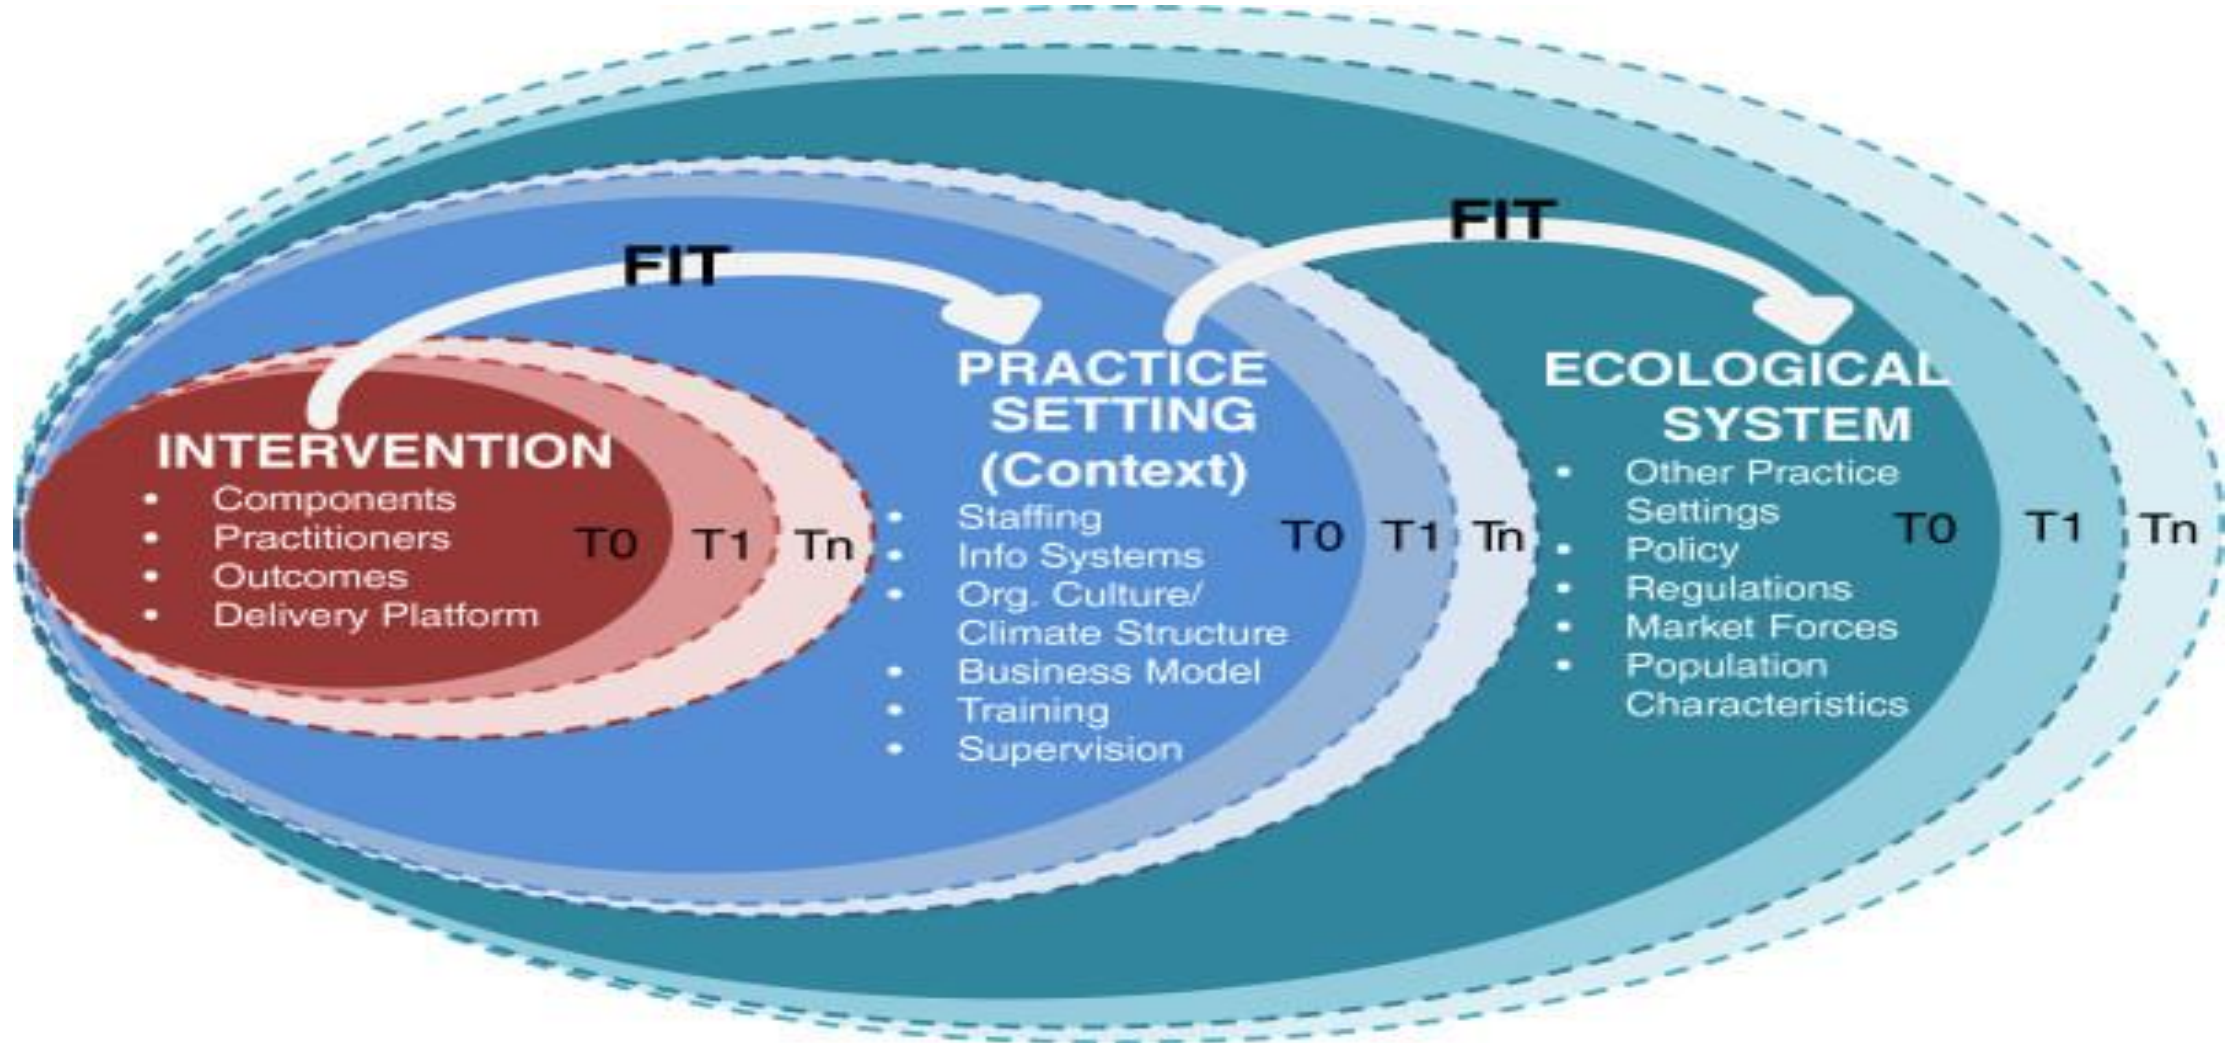 FIT
INTERVENTION
• Components
• Practitioners
• Outcomes
• Delivery Platform
T0 T1 Tn
FIT
PRACTICE
SETTING
(Context)
• Staffing
• Info Systems
• Org. Culture/
Climate Structure
• Business Model
• Training
• Supervision
T0 T1 Tn
ECOLOGICAL
SYSTEM
• Other Practice
Settings
• Policy
• Regulations
• Market Forces
• Population
Characteristics
T0 T1 Tn